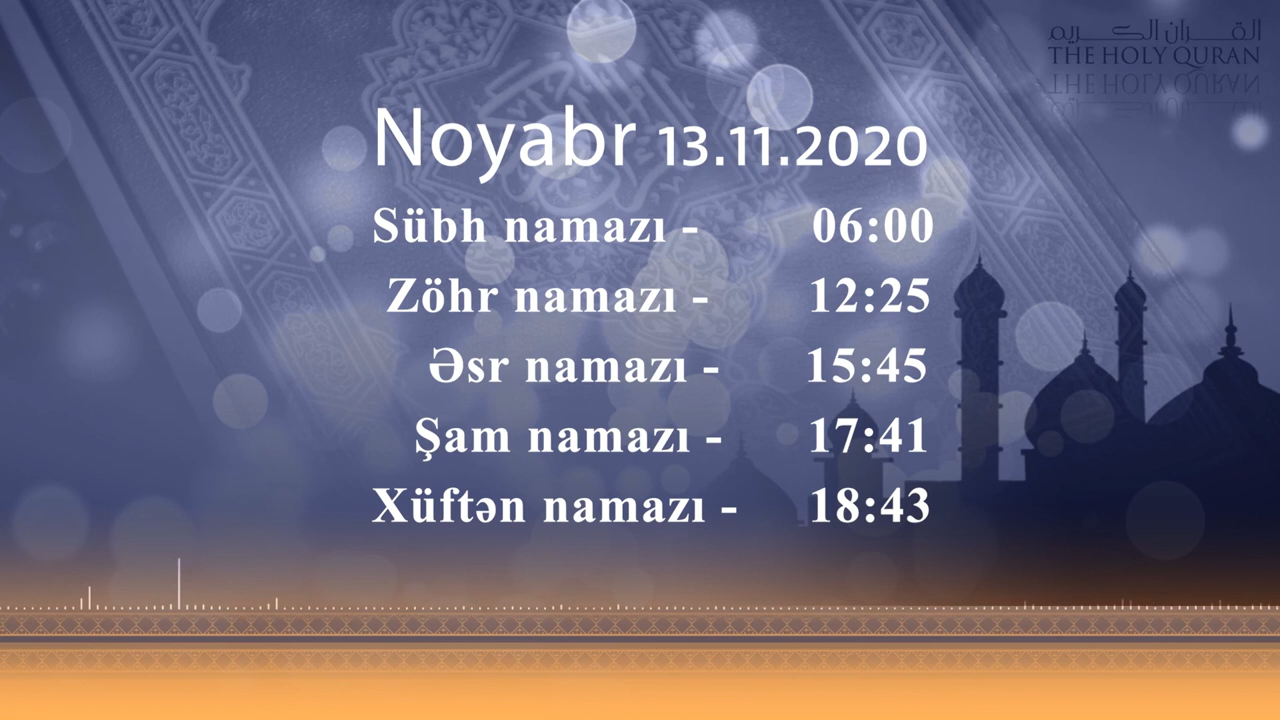 القرآن الكريم
THE HOLY QURAN
Noyabr 13.11.2020
Sübh namazı - 06:00
Zöhr namazı - 12:25
Əsr namazı - 15:45
Şam namazı - 17:41
Xüftən namazı - 18:43